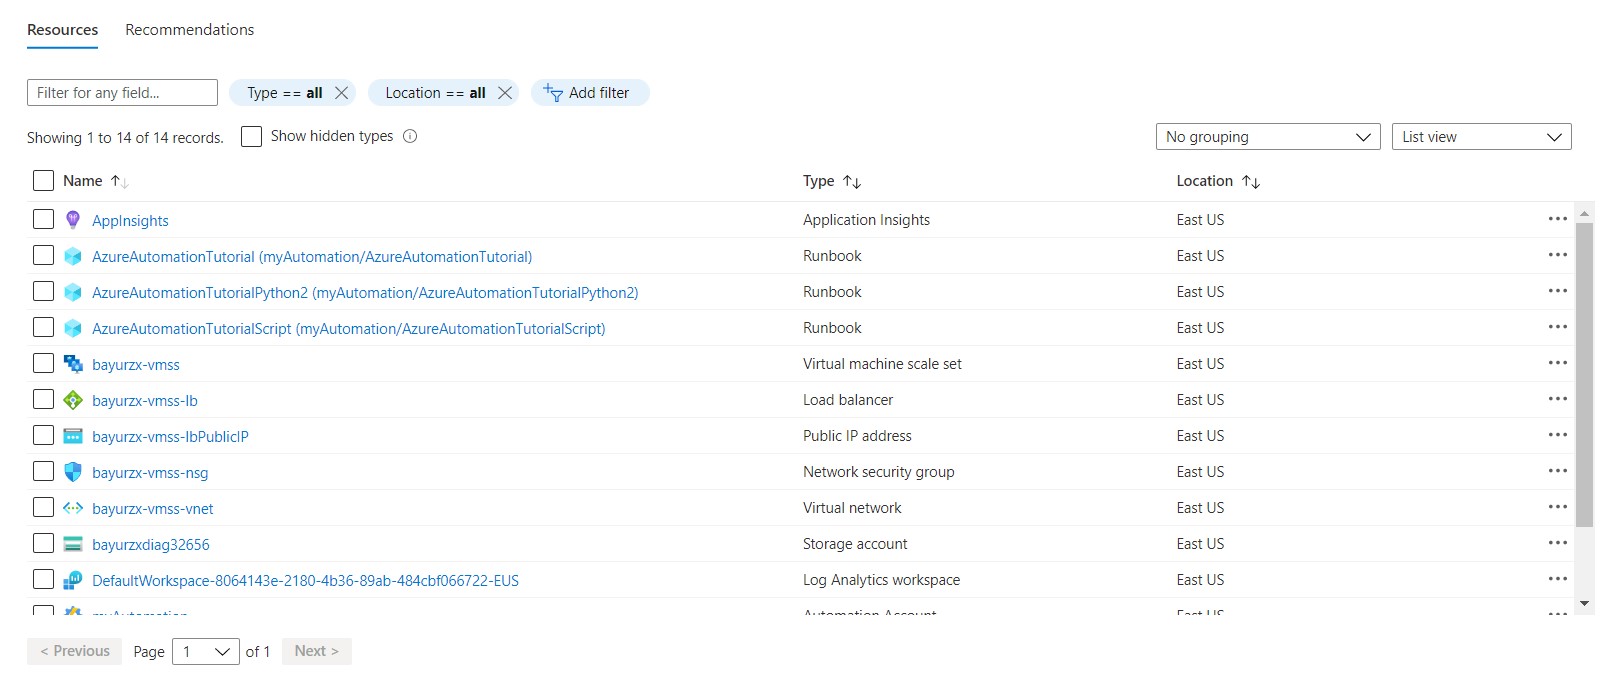 Resources Recommendations
Filter for any field... Type == all Location == all Add filter
Showing 1 to 14 of 14 records. Show hidden types No grouping List view
Name Type Location
AppInsights Application Insights East US
AzureAutomationTutorial (myAutomation/AzureAutomationTutorial) Runbook East US
AzureAutomationTutorialPython2 (myAutomation/AzureAutomationTutorialPython2) Runbook East US
AzureAutomationTutorialScript (myAutomation/AzureAutomationTutorialScript) Runbook East US
bayurzx-vmss Virtual machine scale set East US
bayurzx-vmss-lb Load balancer East US
bayurzx-vmss-lbPublicIP Public IP address East US
bayurzx-vmss-nsg Network security group East US
bayurzx-vmss-vnet Virtual network East US
bayurzxdiag32656 Storage account East US
DefaultWorkspace-8064143e-2180-4b36-89ab-484cbf066722-EUS Log Analytics workspace East US
myAutomation Automation Account East US
< Previous Page 1 of 1 Next >